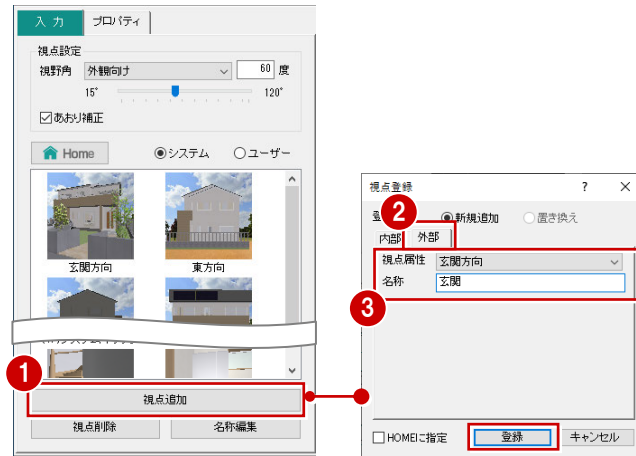 入 力 プロパティ
視点設定
視野角 外観向け 60 度
15° 120°
あおり補正
Home システム ユーザー
玄関方向 東方向
1
視点追加
視点削除 名称編集
視点登録 ? ×
2
新規追加 置き換え
内部 外部
視点属性 玄関方向
名称 玄関
3
HOMEに指定 登録 キャンセル